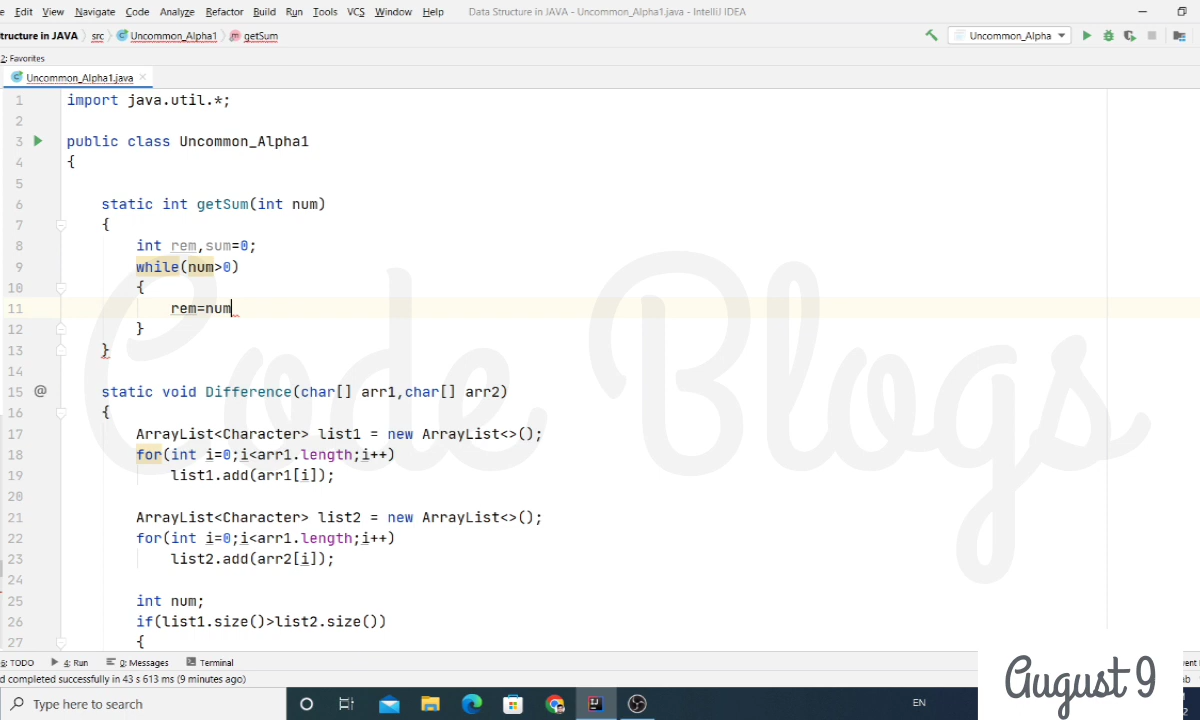 e Edit View Navigate Code Analyze Refactor Build Run Tools VCS Window Help Data Structure in JAVA - Uncommon_Alpha1.java - IntelliJ IDEA
tructure in JAVA src Uncommon_Alpha1 getSum Uncommon_Alpha
2: Favorites
Uncommon_Alpha1.java
1 import java.util.*;
2
3 public class Uncommon_Alpha1
4 {
5
6 static int getSum(int num)
7 {
8 int rem,sum=0;
9 while(num>0)
10 {
11 rem=num
12 }
13 }
14
15 @ static void Difference(char[] arr1,char[] arr2)
16 {
17 ArrayList<Character> list1 = new ArrayList<>();
18 for(int i=0;i<arr1.length;i++)
19 list1.add(arr1[i]);
20
21 ArrayList<Character> list2 = new ArrayList<>();
22 for(int i=0;i<arr1.length;i++)
23 list2.add(arr2[i]);
24
25 int num;
26 if(list1.size()>list2.size())
27 {
Code Blogs
6: TODO 4: Run 0: Messages Terminal
d completed successfully in 43 s 613 ms (9 minutes ago)
August 9
Type here to search EN